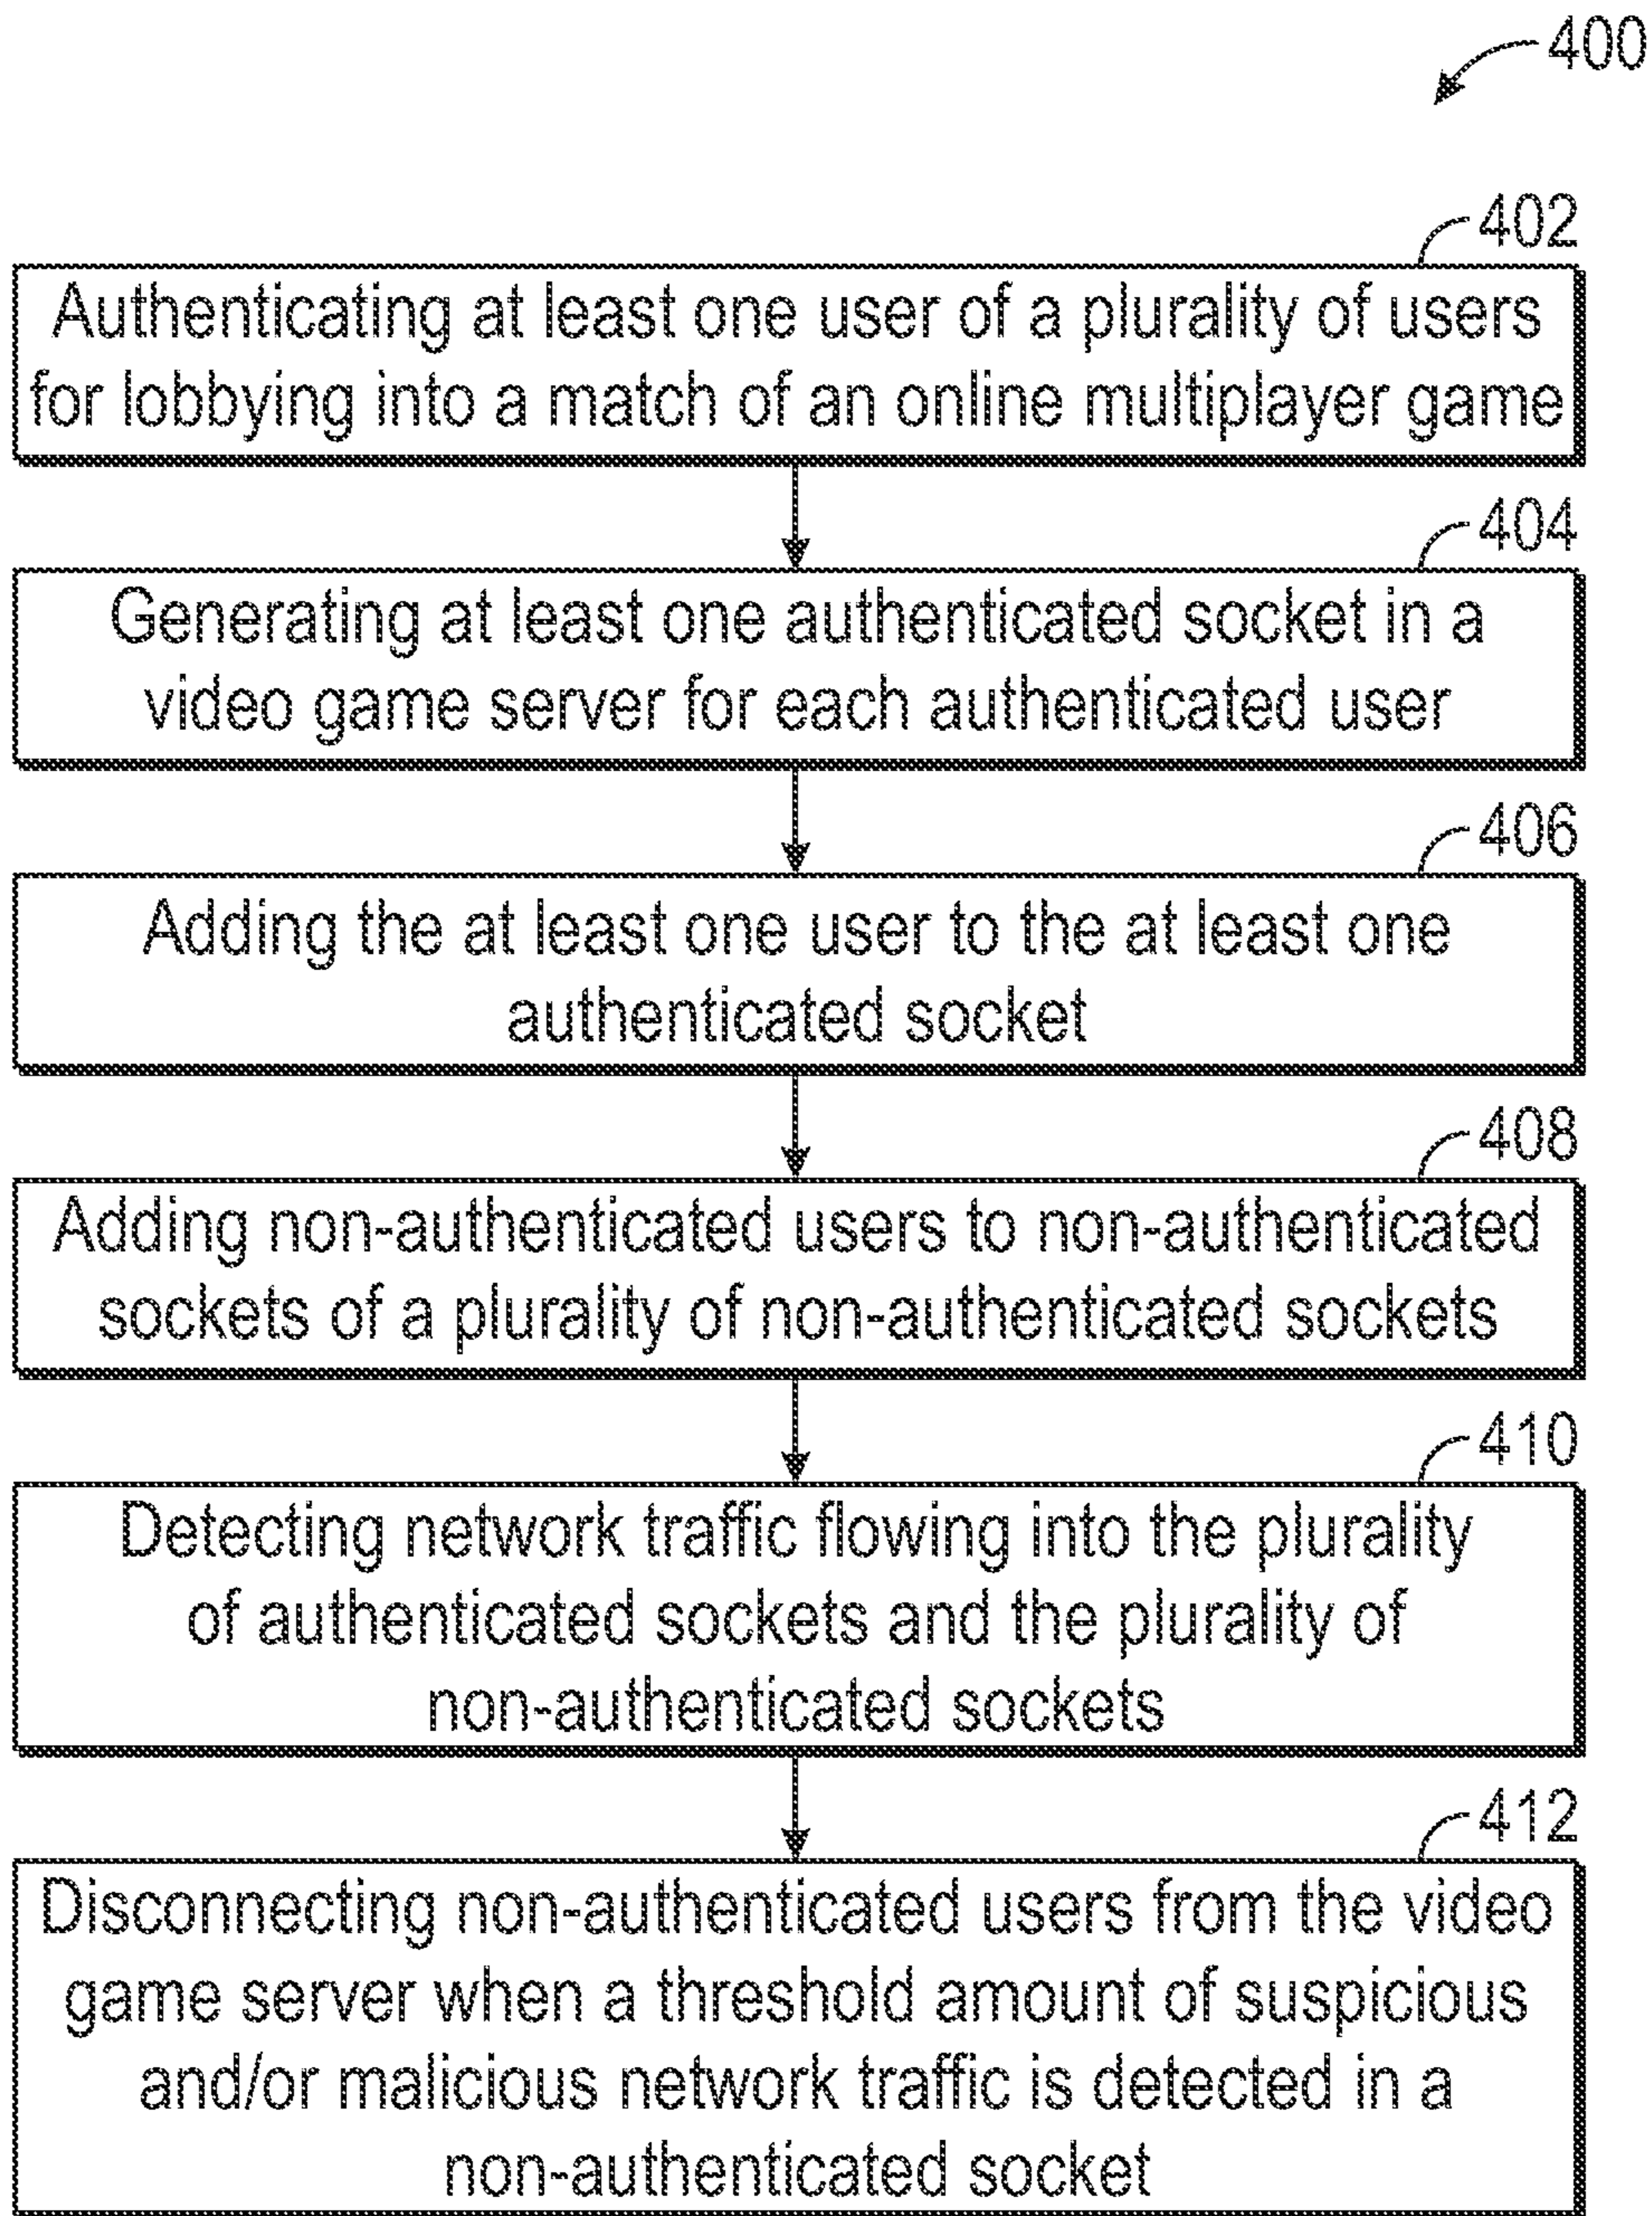 400
402
Authenticating at least one user of a plurality of users
for lobbying into a match of an online multiplayer game
404
Generating at least one authenticated socket in a
video game server for each authenticated user
406
Adding the at least one user to the at least one
authenticated socket
408
Adding non-authenticated users to non-authenticated
sockets of a plurality of non-authenticated sockets
410
Detecting network traffic flowing into the plurality
of authenticated sockets and the plurality of
non-authenticated sockets
412
Disconnecting non-authenticated users from the video
game server when a threshold amount of suspicious
and/or malicious network traffic is detected in a
non-authenticated socket